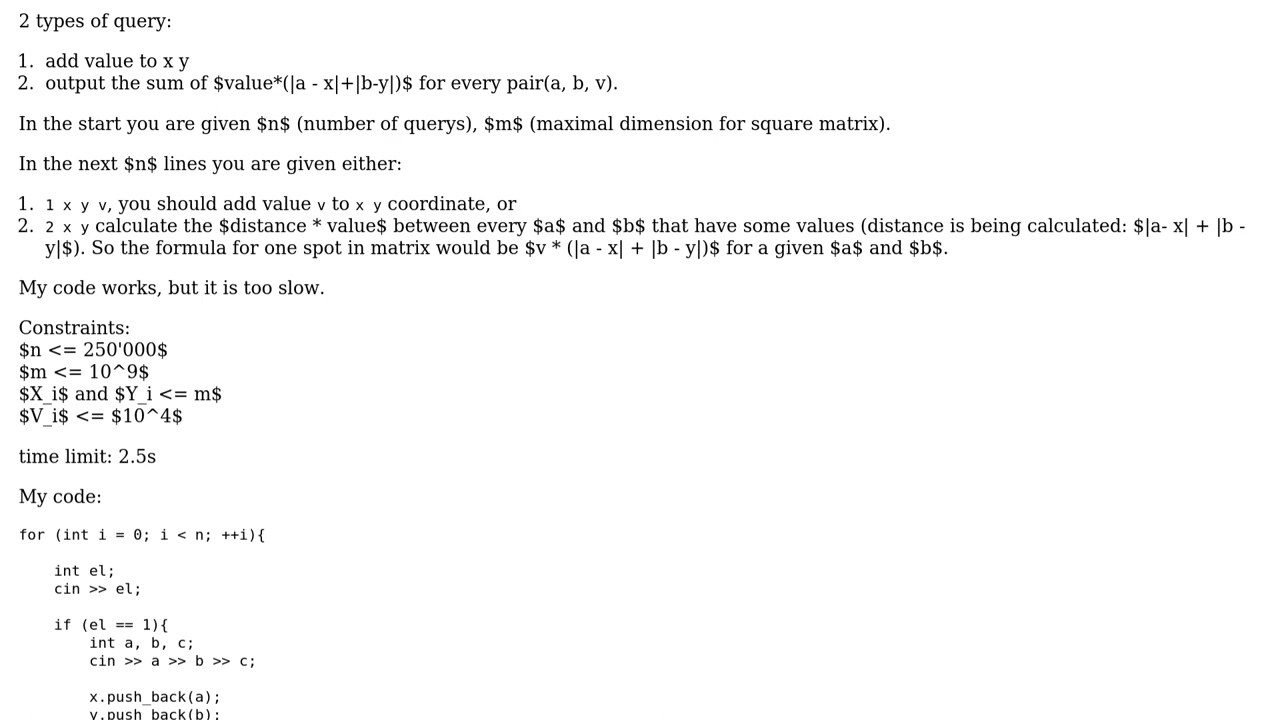 2 types of query:
1. add value to x y
2. output the sum of $value*(|a - x|+|b-y|)$ for every pair(a, b, v).
In the start you are given $n$ (number of querys), $m$ (maximal dimension for square matrix).
In the next $n$ lines you are given either:
1. 1 x y v, you should add value v to x y coordinate, or
2. 2 x y calculate the $distance * value$ between every $a$ and $b$ that have some values (distance is being calculated: $|a- x| + |b -
y|$). So the formula for one spot in matrix would be $v * (|a - x| + |b - y|)$ for a given $a$ and $b$.
My code works, but it is too slow.
Constraints:
$n <= 250'000$
$m <= 10^9$
$X_i$ and $Y_i <= m$
$V_i$ <= $10^4$
time limit: 2.5s
My code:
for (int i = 0; i < n; ++i){
int el;
cin >> el;
if (el == 1){
int a, b, c;
cin >> a >> b >> c;
x.push_back(a);
y.push_back(b);